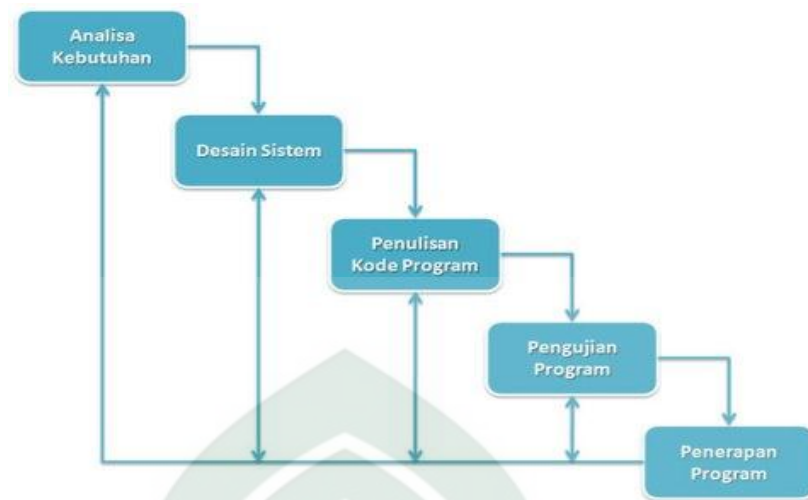 Analisa
Kebutuhan
Desain Sistem
Penulisan
Kode Program
Pengujian
Program
Penerapan
Program